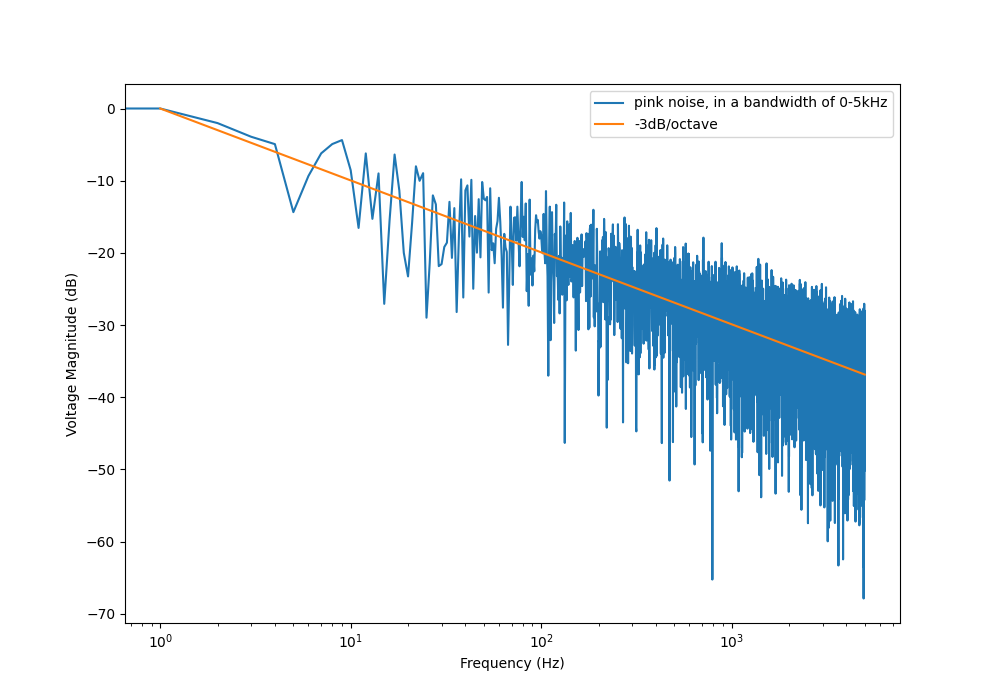 pink noise, in a bandwidth of 0-5kHz
-3dB/octave
0
−10
−20
−30
−40
−50
−60
−70
Voltage Magnitude (dB)
10⁰ 10¹ 10² 10³
Frequency (Hz)